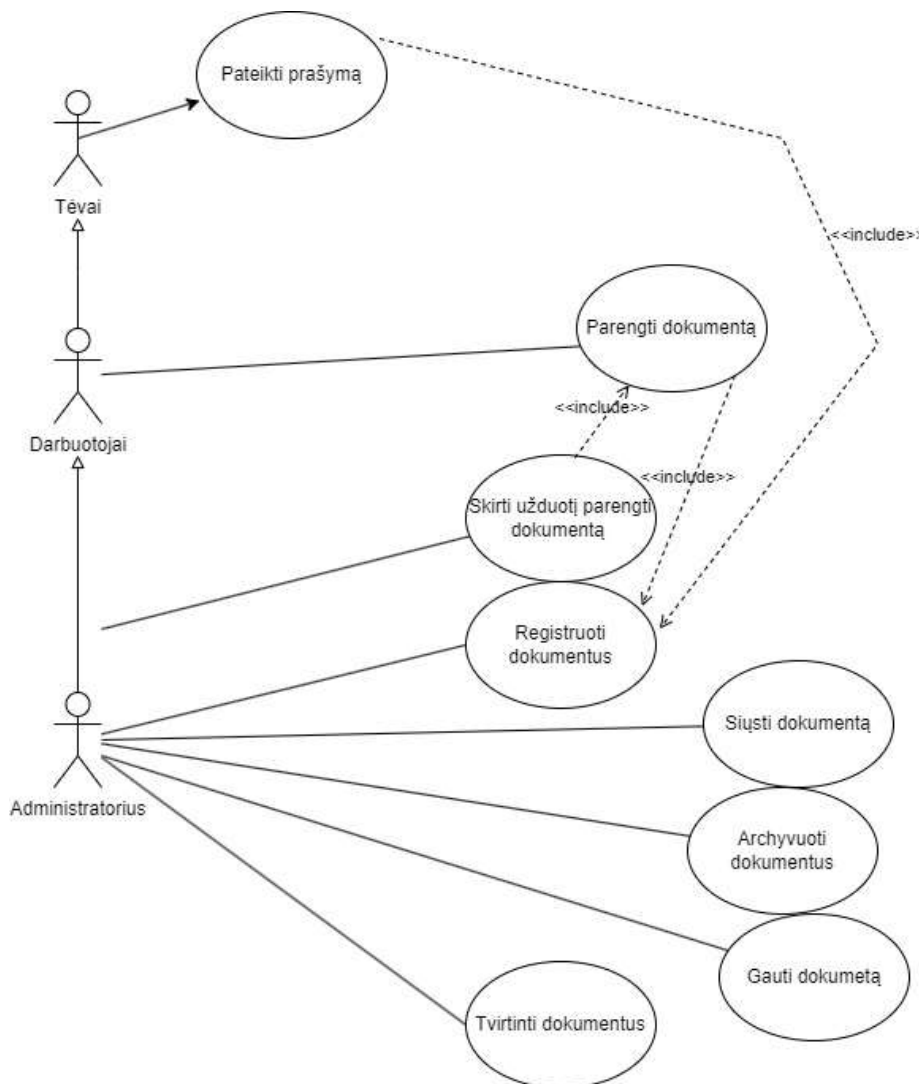 Pateikti prašymą
Tėvai
<<include>>
Parengti dokumentą
<<include>>
Darbuotojai
<<include>>
Skirti užduotį parengti
dokumentą
Registruoti
dokumentus
Siųsti dokumentą
Administratorius
Archyvuoti
dokumentus
Gauti dokumetą
Tvirtinti dokumentus